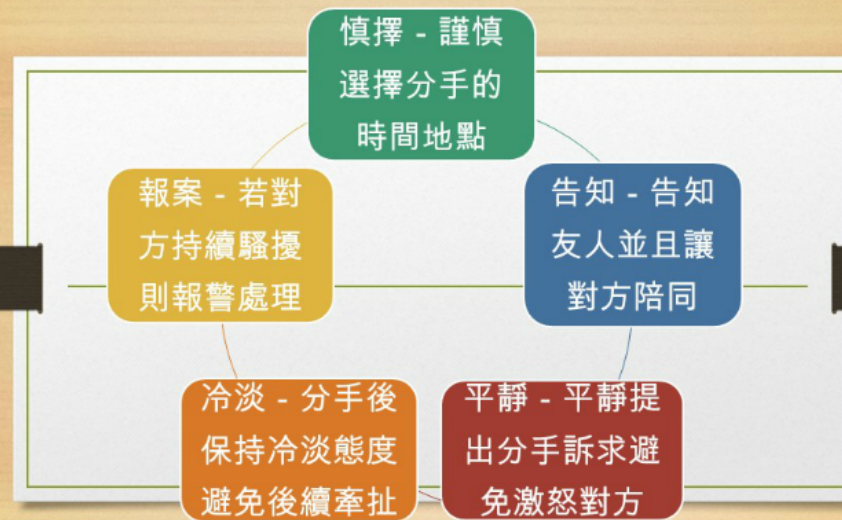 慎擇 - 謹慎
選擇分手的
時間地點
告知 - 告知
友人並且讓
對方陪同
平靜 - 平靜提
出分手訴求避
免激怒對方
冷淡 - 分手後
保持冷淡態度
避免後續牽扯
報案 - 若對
方持續騷擾
則報警處理